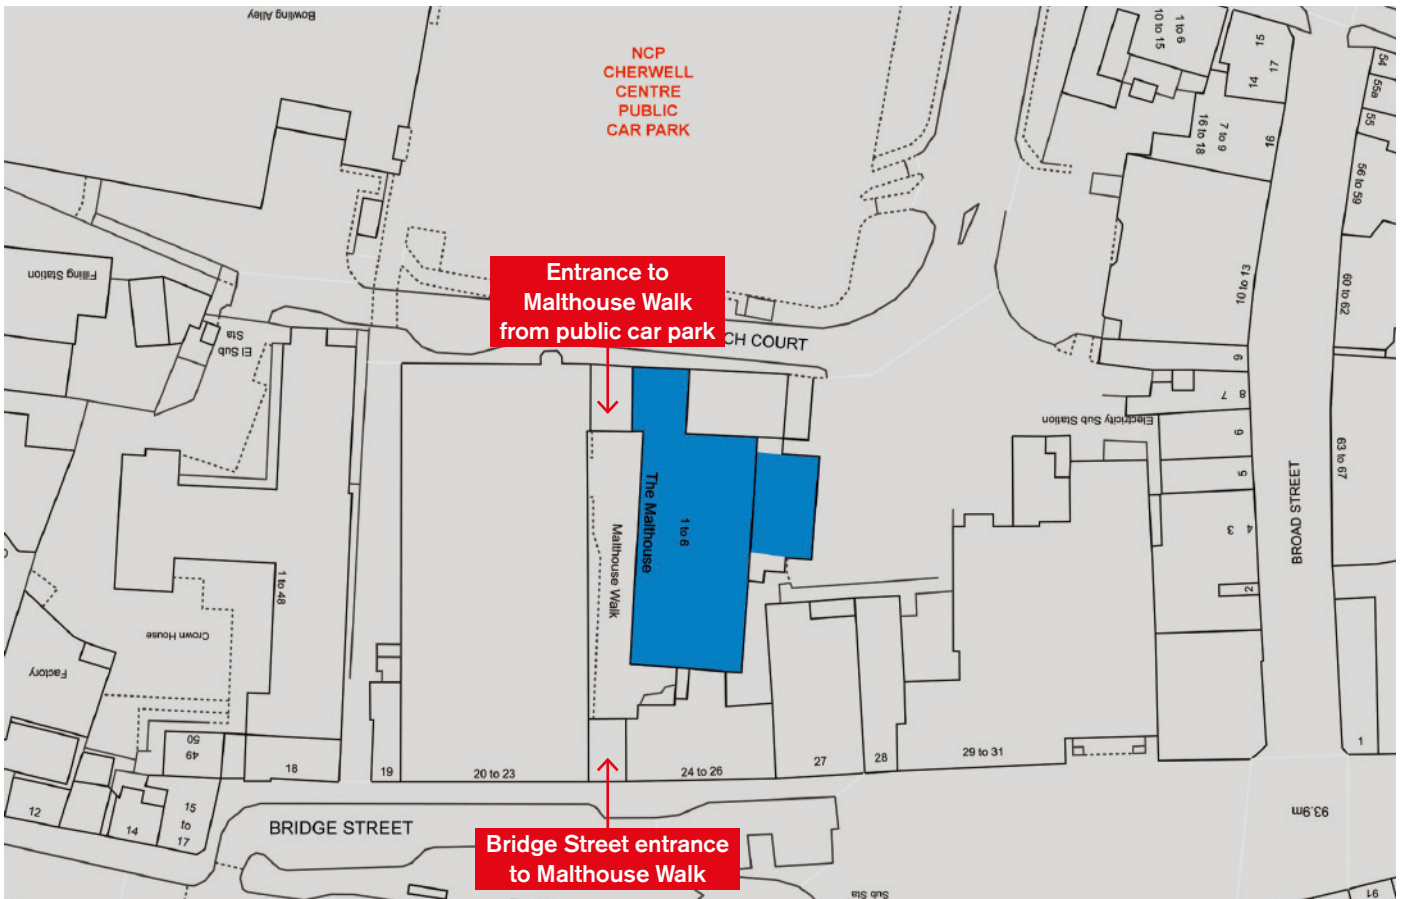 Bowling Alley
NCP
CHERWELL
CENTRE
PUBLIC
CAR PARK
1 to 6
10 to 15
15
17
14
7 to 9
16 to 18
16
54
55a
55
56 to 59
Filling Station
El Sub
Sta
Entrance to
Malthouse Walk
from public car park
CH COURT
10 to 13
60 to 62
9
8
7
Electricity Sub Station
6
5
63 to 67
BROAD STREET
4
3
2
The Malthouse
1 to 6
Malthouse Walk
1 to 48
Crown House
Factory
50
49
18
19
20 to 23
24 to 26
27
28
29 to 31
1
12
14
15
to
17
BRIDGE STREET
Bridge Street entrance
to Malthouse Walk
93.9m
Sub Sta
91